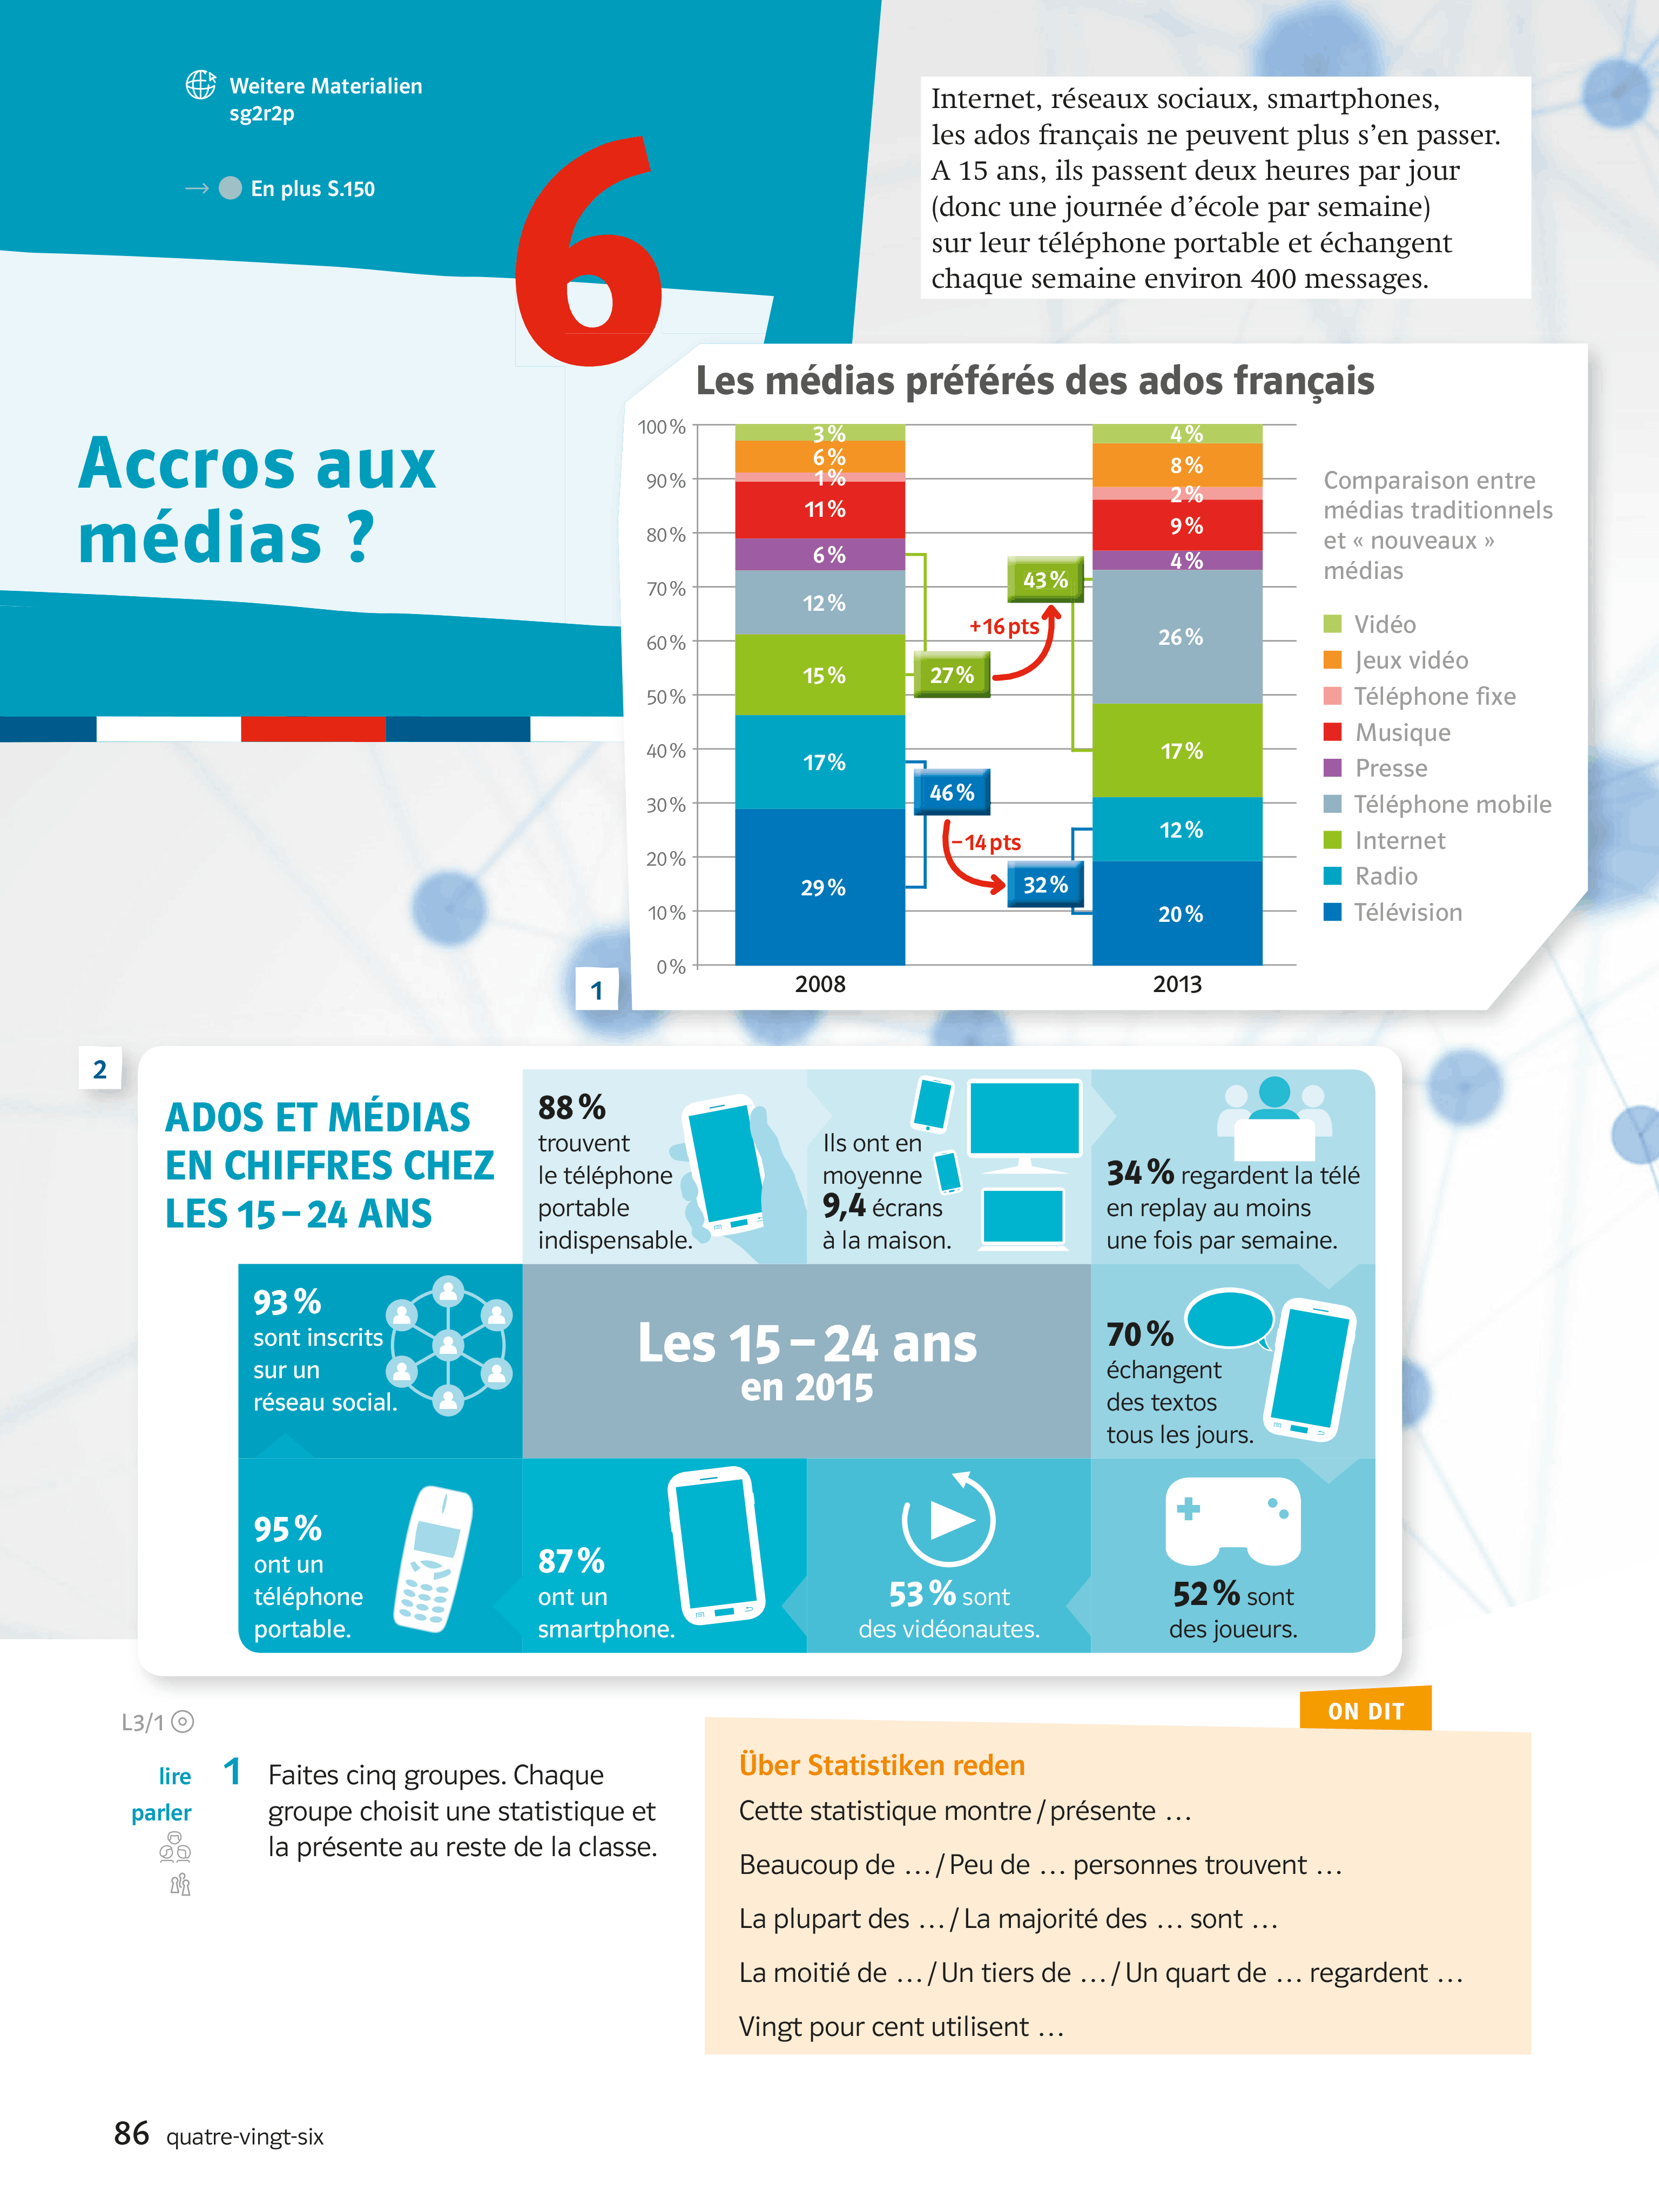 Weitere Materialien
sg2r2p
→ En plus S.150
6
Accros aux
médias ?
Internet, réseaux sociaux, smartphones,
les ados français ne peuvent plus s’en passer.
A 15 ans, ils passent deux heures par jour
(donc une journée d’école par semaine)
sur leur téléphone portable et échangent
chaque semaine environ 400 messages.
Les médias préférés des ados français
100 %
90 %
80 %
70 %
60 %
50 %
40 %
30 %
20 %
10 %
0 %
3 %
6 %
1 %
11 %
6 %
12 %
15 %
17 %
29 %
2008
27 %
+16 pts
43 %
46 %
–14 pts
32 %
4 %
8 %
2 %
9 %
4 %
26 %
17 %
12 %
20 %
2013
Comparaison entre
médias traditionnels
et « nouveaux »
médias
Vidéo
Jeux vidéo
Téléphone fixe
Musique
Presse
Téléphone mobile
Internet
Radio
Télévision
1
2
ADOS ET MÉDIAS
EN CHIFFRES CHEZ
LES 15 – 24 ANS
88 %
trouvent
le téléphone
portable
indispensable.
Ils ont en
moyenne
9,4 écrans
à la maison.
34 % regardent la télé
en replay au moins
une fois par semaine.
93 %
sont inscrits
sur un
réseau social.
Les 15 – 24 ans
en 2015
70 %
échangent
des textos
tous les jours.
95 %
ont un
téléphone
portable.
87 %
ont un
smartphone.
53 % sont
des vidéonautes.
52 % sont
des joueurs.
L3/1
lire
parler
1 Faites cinq groupes. Chaque
groupe choisit une statistique et
la présente au reste de la classe.
ON DIT
Über Statistiken reden
Cette statistique montre / présente …
Beaucoup de … / Peu de … personnes trouvent …
La plupart des … / La majorité des … sont …
La moitié de … / Un tiers de … / Un quart de … regardent …
Vingt pour cent utilisent …
86 quatre-vingt-six